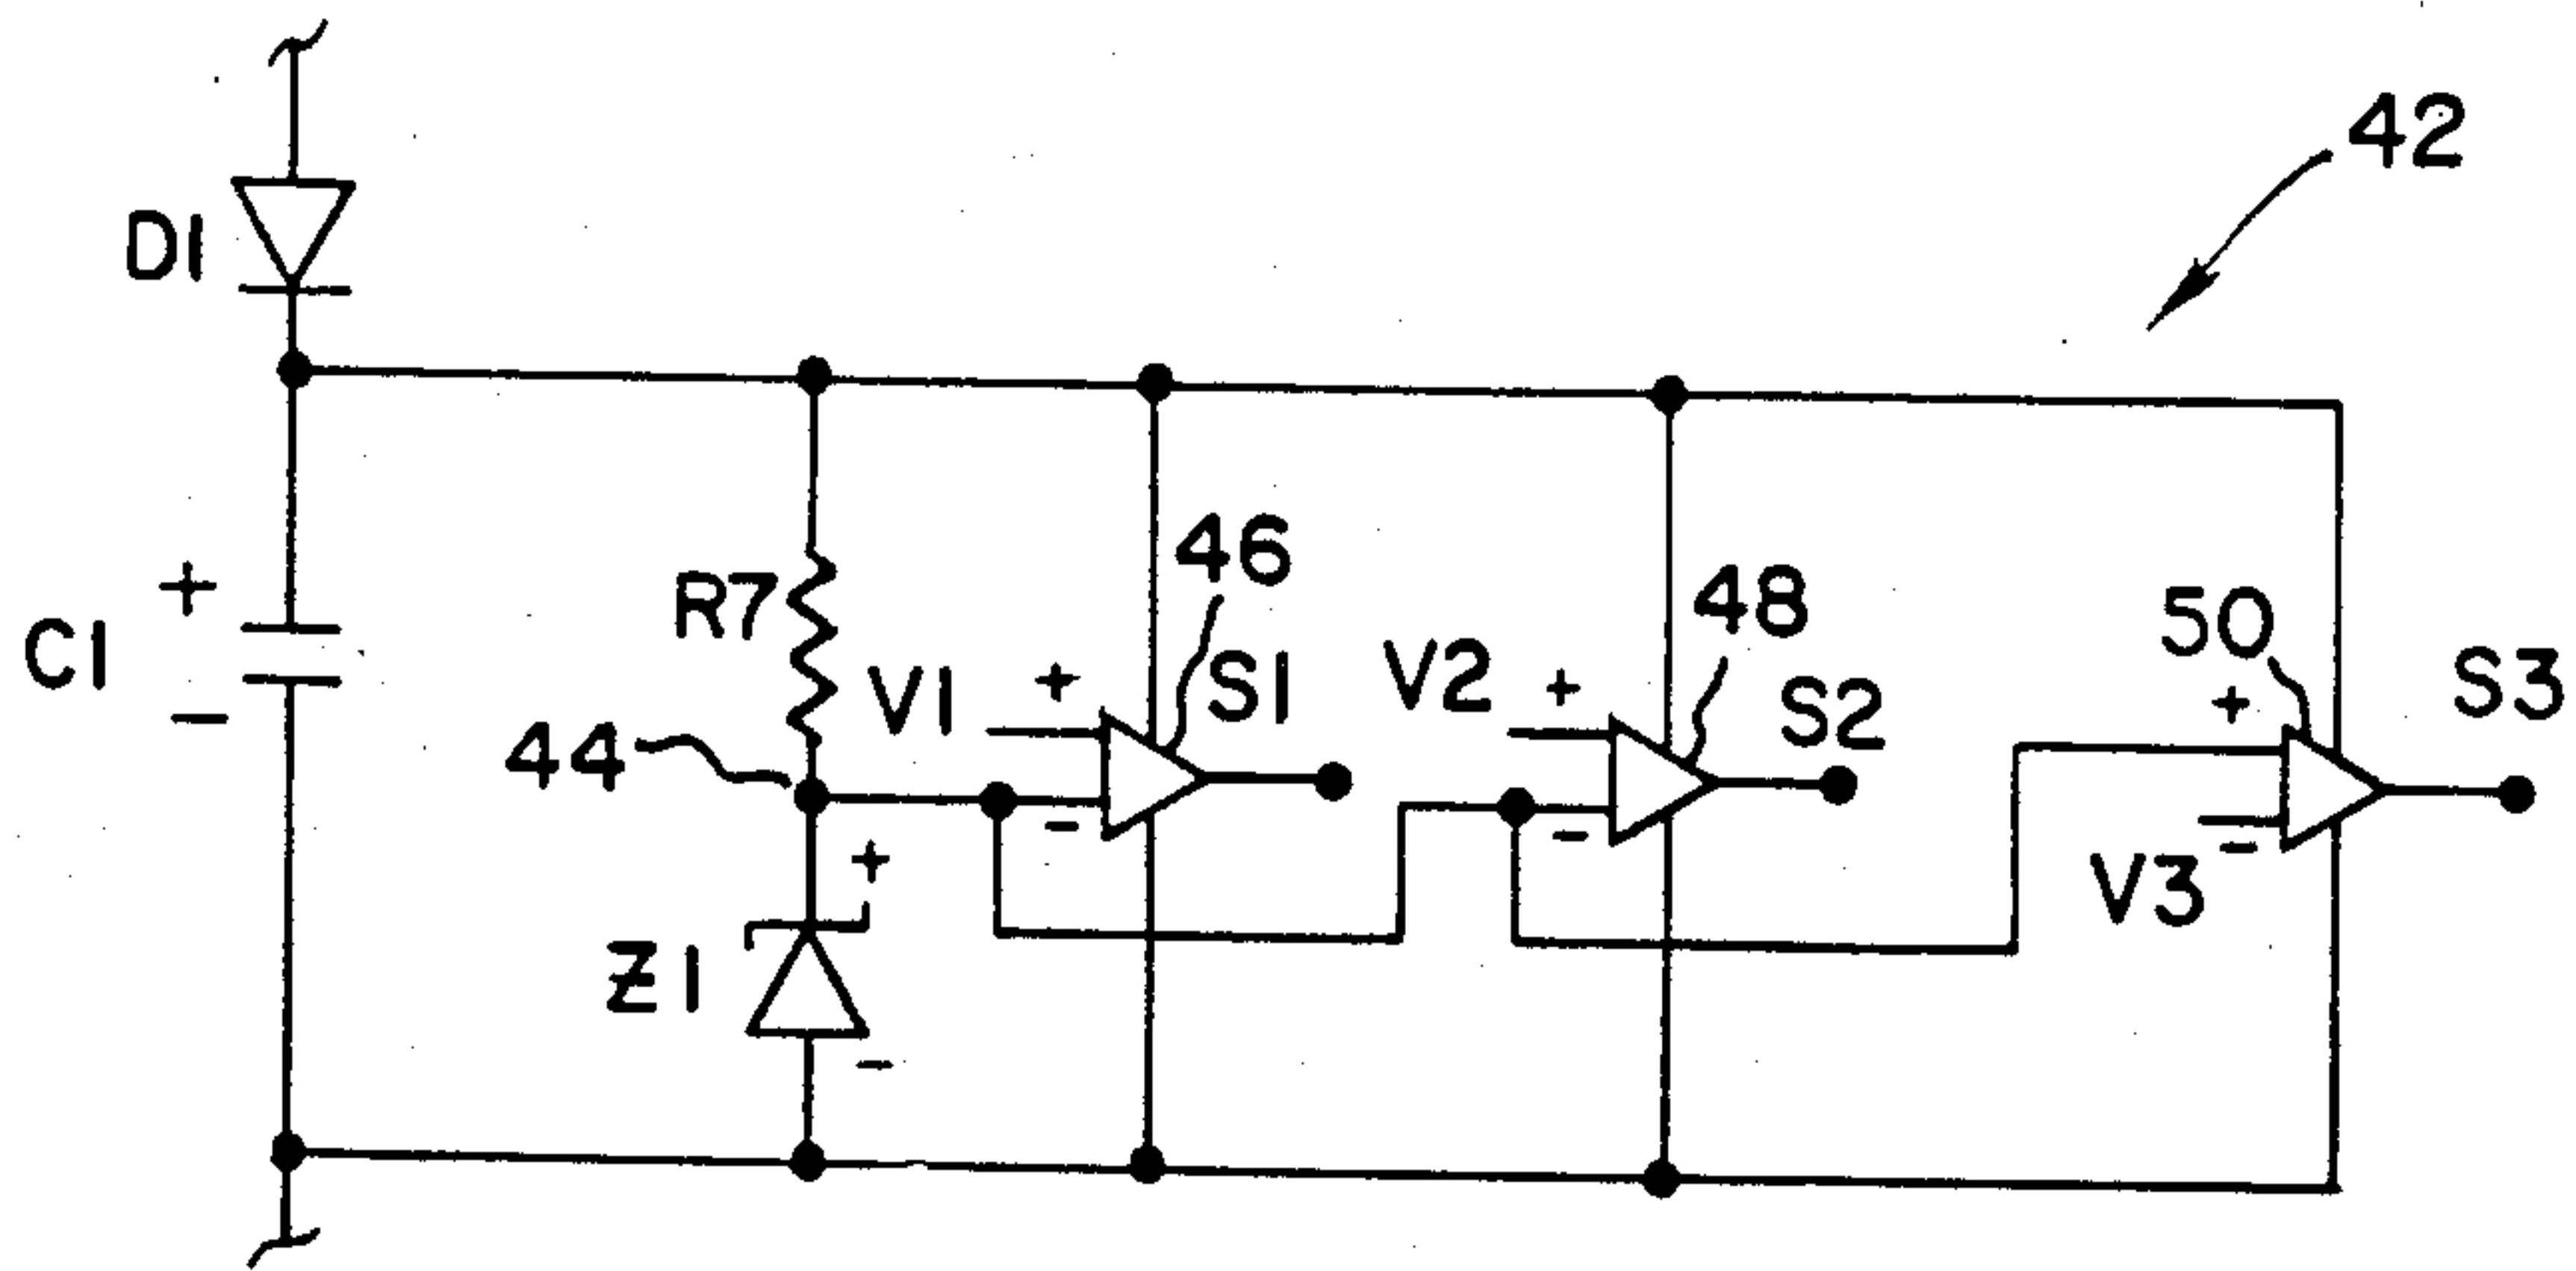 42
D1
46
+
R7
48
50
C1
V1
+
S1
V2
+
S2
+
S3
-
44
-
-
-
V3
+
Z1
-